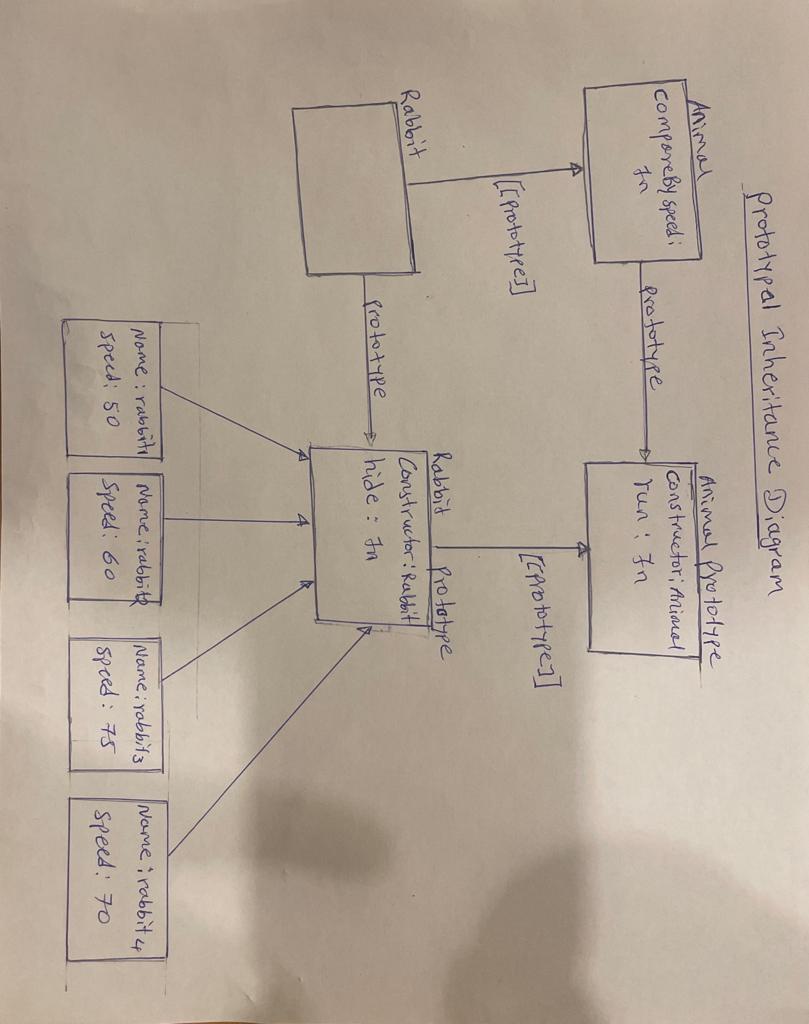 Prototypal Inheritance Diagram
Animal
CompareBy speed:
fn
prototype
Animal Prototype
Constructor: Animal
run : fn
[[prototype]]
[[prototype]]
Rabbit
prototype
Rabbit Prototype
Constructor: Rabbit
hide : fn
Name : rabbit1
Speed: 50
Name: rabbit2
Speed: 60
Name: rabbit3
Speed: 75
Name : rabbit4
Speed: 70